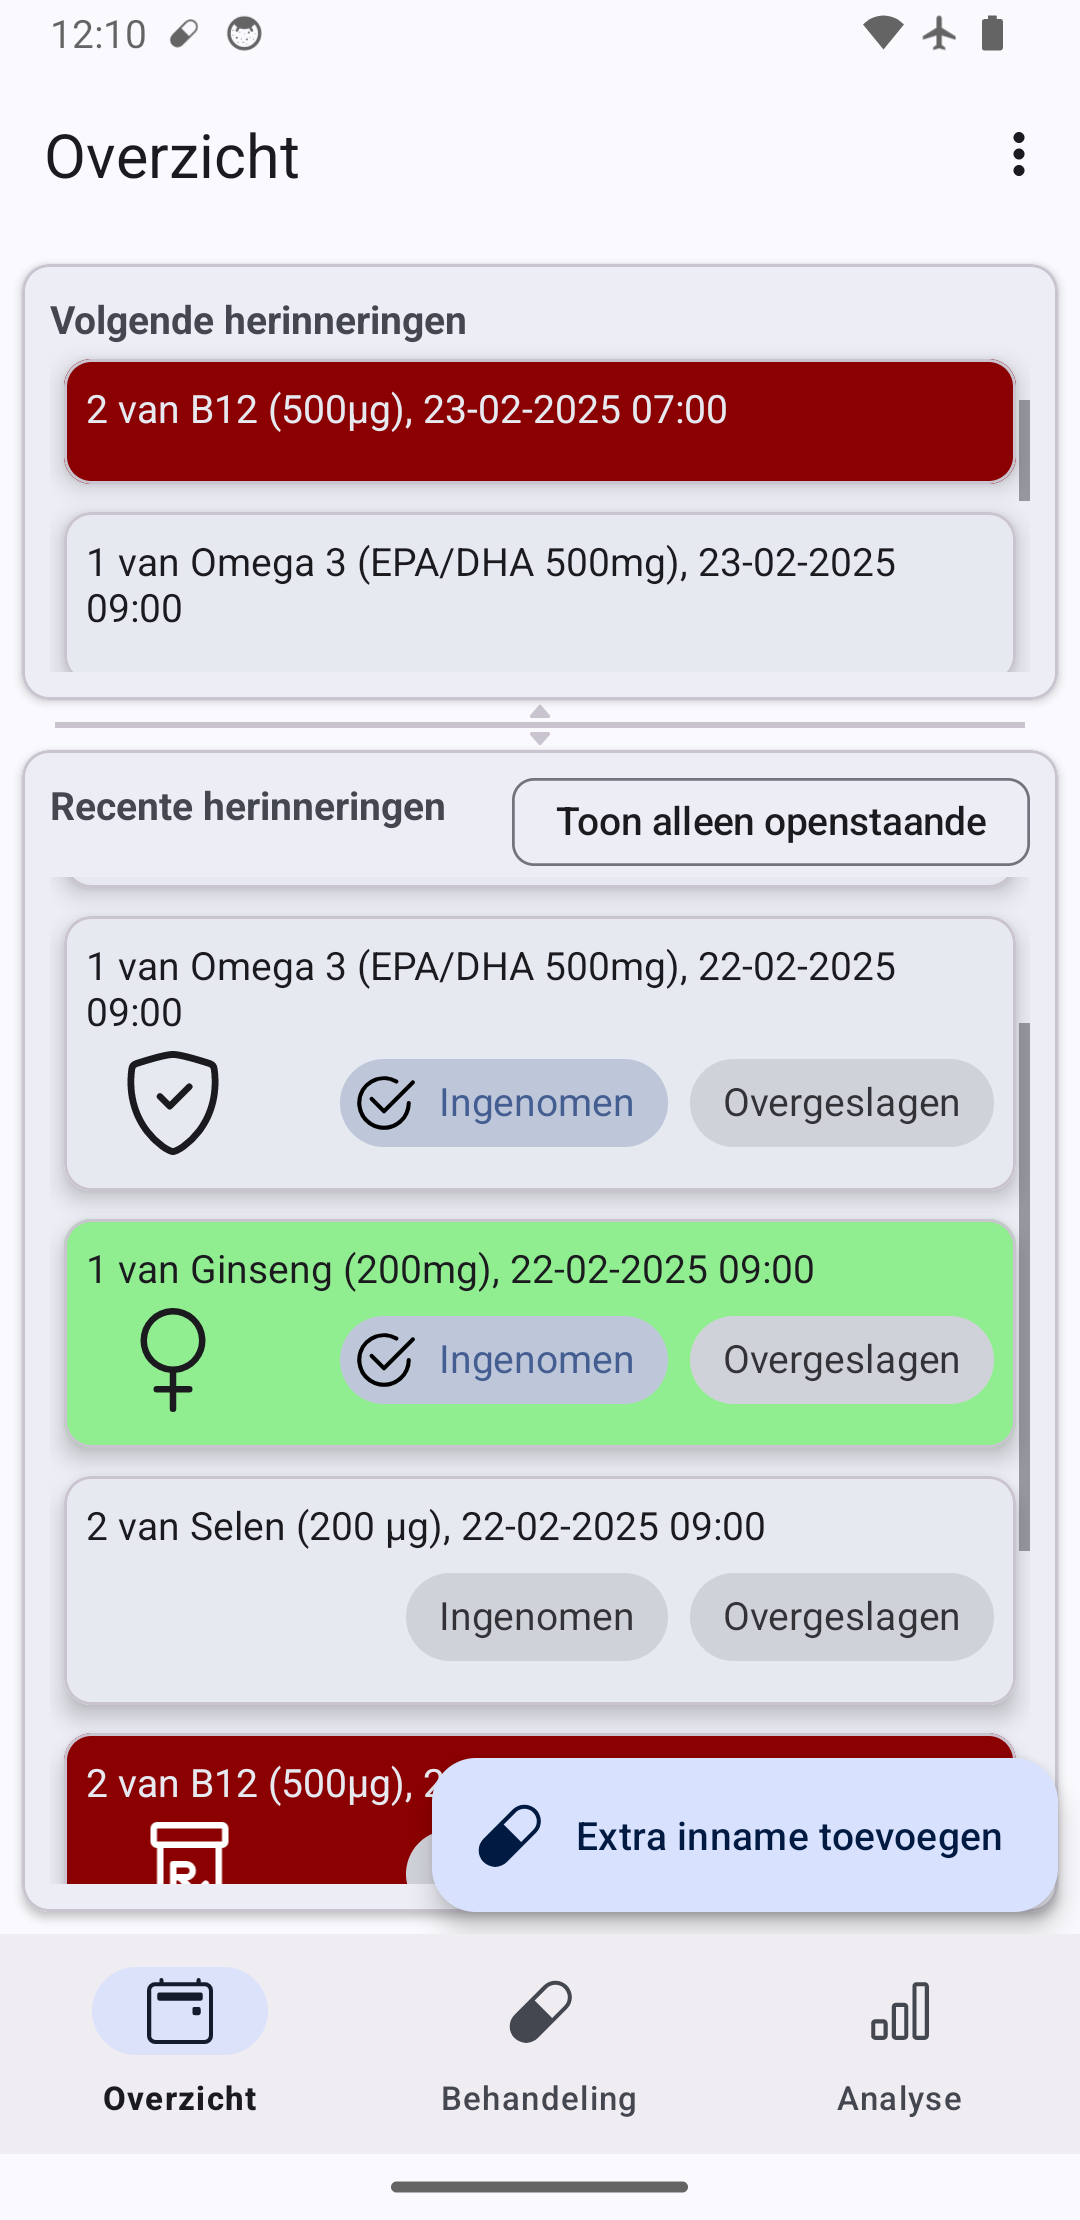 12:10
Overzicht
Volgende herinneringen
2 van B12 (500µg), 23-02-2025 07:00
1 van Omega 3 (EPA/DHA 500mg), 23-02-2025
09:00
Recente herinneringen
Toon alleen openstaande
1 van Omega 3 (EPA/DHA 500mg), 22-02-2025
09:00
Ingenomen
Overgeslagen
1 van Ginseng (200mg), 22-02-2025 09:00
Ingenomen
Overgeslagen
2 van Selen (200 µg), 22-02-2025 09:00
Ingenomen
Overgeslagen
2 van B12 (500µg), 2
R.
Extra inname toevoegen
Overzicht
Behandeling
Analyse